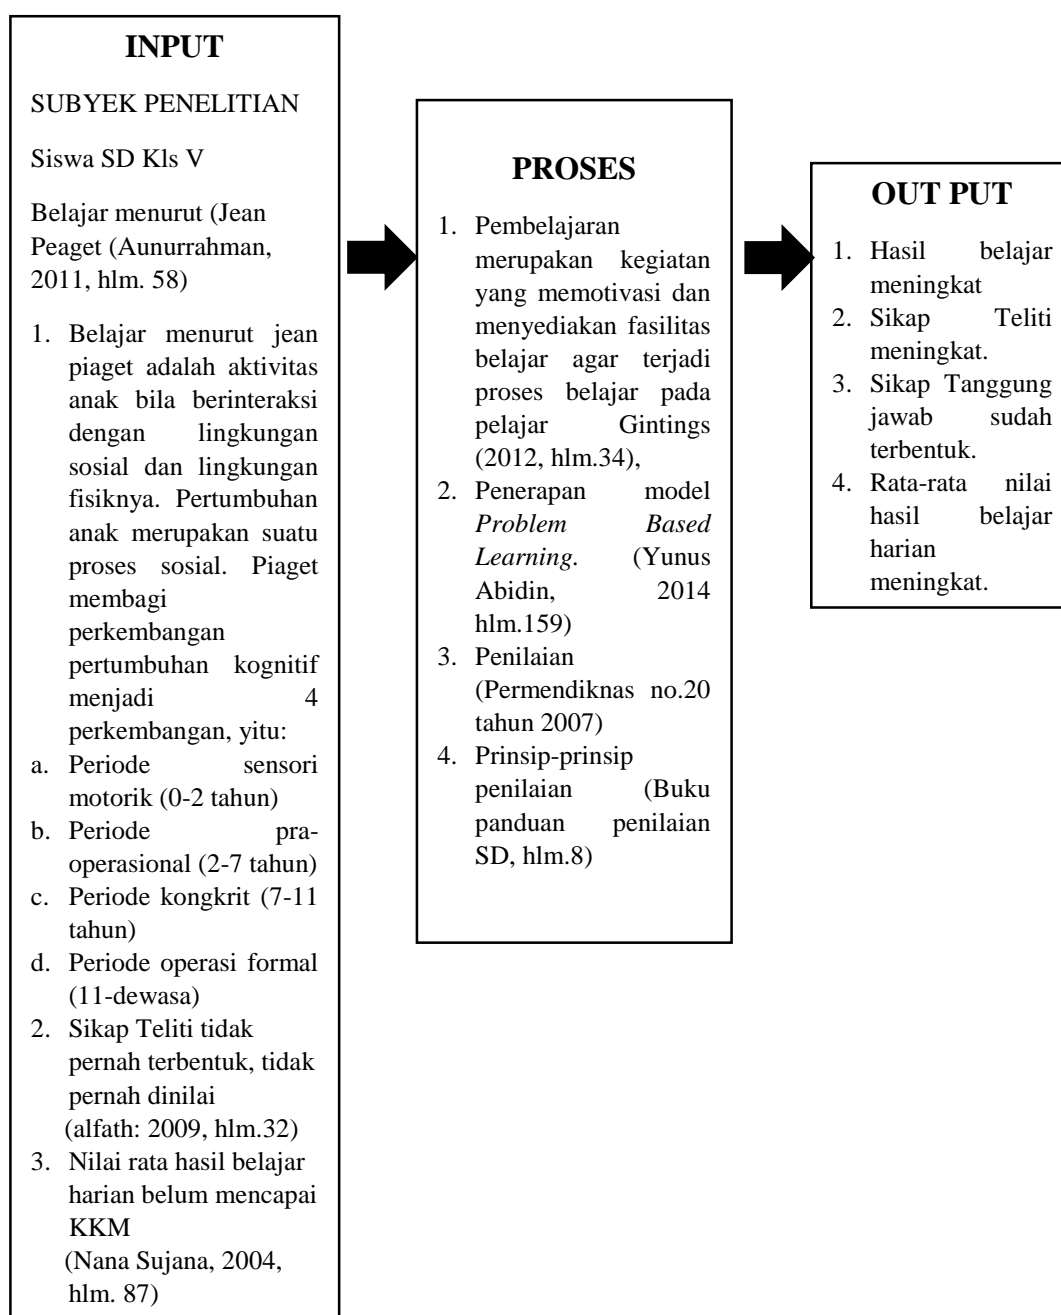 INPUT
SUBYEK PENELITIAN
Siswa SD Kls V
Belajar menurut (Jean
Peaget (Aunurrahman,
2011, hlm. 58)
1. Belajar menurut jean
piaget adalah aktivitas
anak bila berinteraksi
dengan lingkungan
sosial dan lingkungan
fisiknya. Pertumbuhan
anak merupakan suatu
proses sosial. Piaget
membagi
perkembangan
pertumbuhan kognitif
menjadi 4
perkembangan, yitu:
a. Periode sensori
motorik (0-2 tahun)
b. Periode pra-
operasional (2-7 tahun)
c. Periode kongkrit (7-11
tahun)
d. Periode operasi formal
(11-dewasa)
2. Sikap Teliti tidak
pernah terbentuk, tidak
pernah dinilai
(alfath: 2009, hlm.32)
3. Nilai rata hasil belajar
harian belum mencapai
KKM
(Nana Sujana, 2004,
hlm. 87)
PROSES
1. Pembelajaran
merupakan kegiatan
yang memotivasi dan
menyediakan fasilitas
belajar agar terjadi
proses belajar pada
pelajar Gintings
(2012, hlm.34),
2. Penerapan model
Problem Based
Learning. (Yunus
Abidin, 2014
hlm.159)
3. Penilaian
(Permendiknas no.20
tahun 2007)
4. Prinsip-prinsip
penilaian (Buku
panduan penilaian
SD, hlm.8)
OUT PUT
1. Hasil belajar
meningkat
2. Sikap Teliti
meningkat.
3. Sikap Tanggung
jawab sudah
terbentuk.
4. Rata-rata nilai
hasil belajar
harian
meningkat.